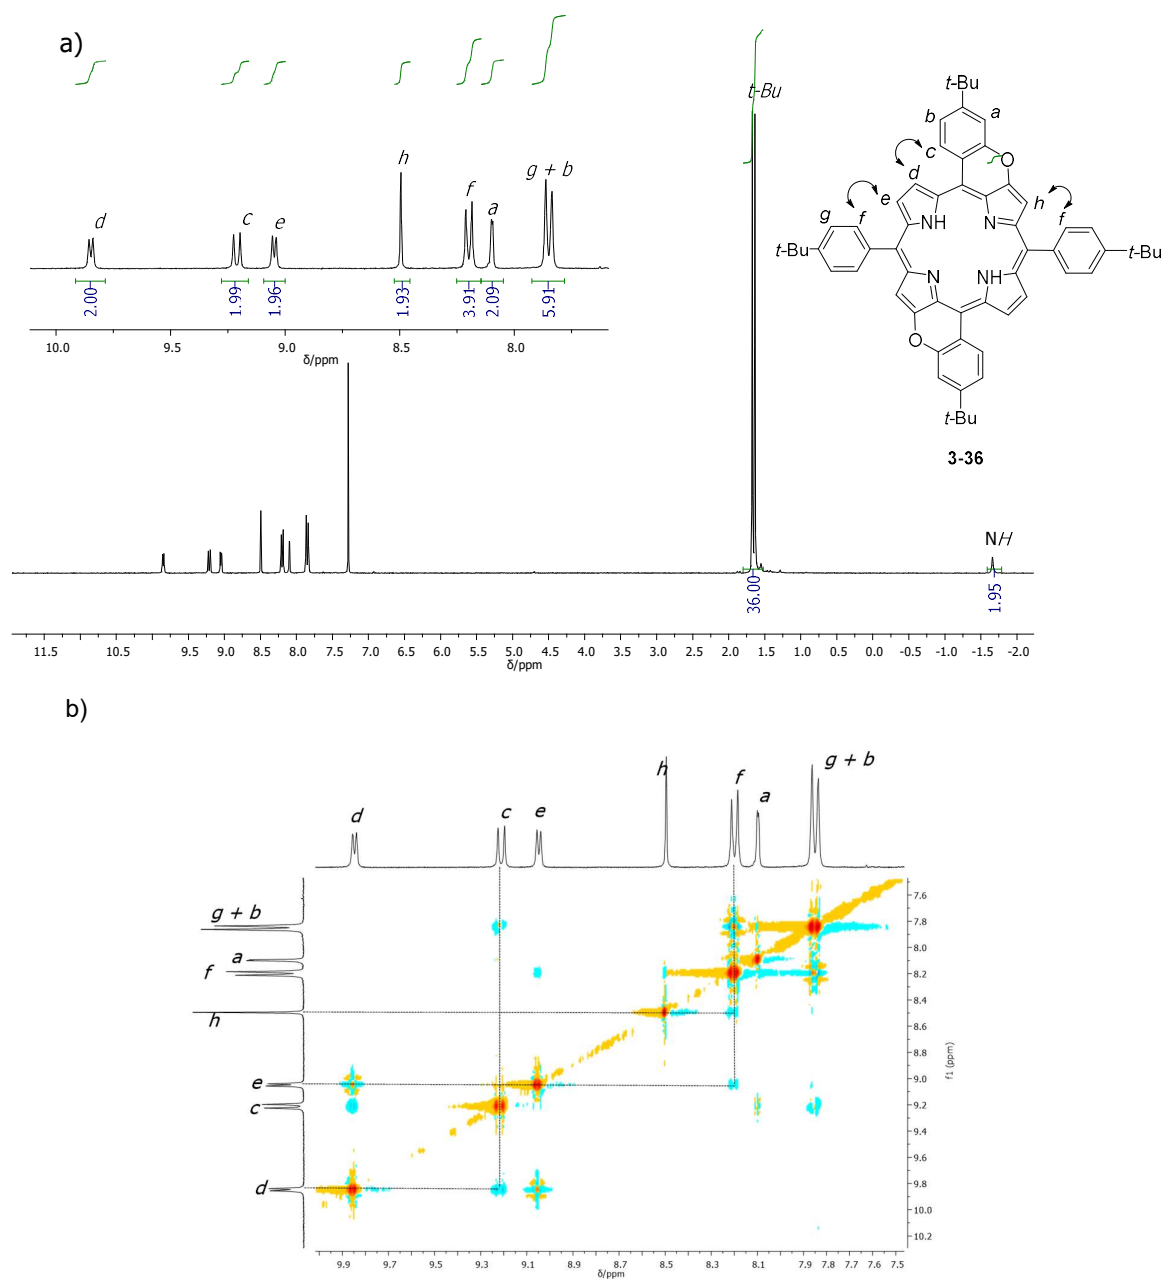 a)
t-Bu
d
c
e
h
f
a
g + b
2.00
1.99
1.96
1.93
3.91
2.09
5.91
10.0 9.5 9.0 8.5 8.0
δ/ppm
t-Bu
b
a
c
O
d
e
h
g
f
f
NH
N
t-Bu
t-Bu
N
HN
O
t-Bu
3-36
NH
36.00
1.95
11.5 10.5 9.5 9.0 8.5 8.0 7.5 7.0 6.5 6.0 5.5 5.0 4.5 4.0 3.5 3.0 2.5 2.0 1.5 1.0 0.5 0.0 -0.5 -1.0 -2.0
δ/ppm
b)
d
c
e
h
f
a
g + b
g + b
a
f
h
e
c
d
7.6
7.8
8.0
8.2
8.4
8.6
8.8
9.0
9.2
9.4
9.6
9.8
10.0
10.2
f1 (ppm)
9.9 9.7 9.5 9.3 9.1 8.9 8.7 8.5 8.3 8.1 7.9 7.8 7.7 7.6 7.5
δ/ppm